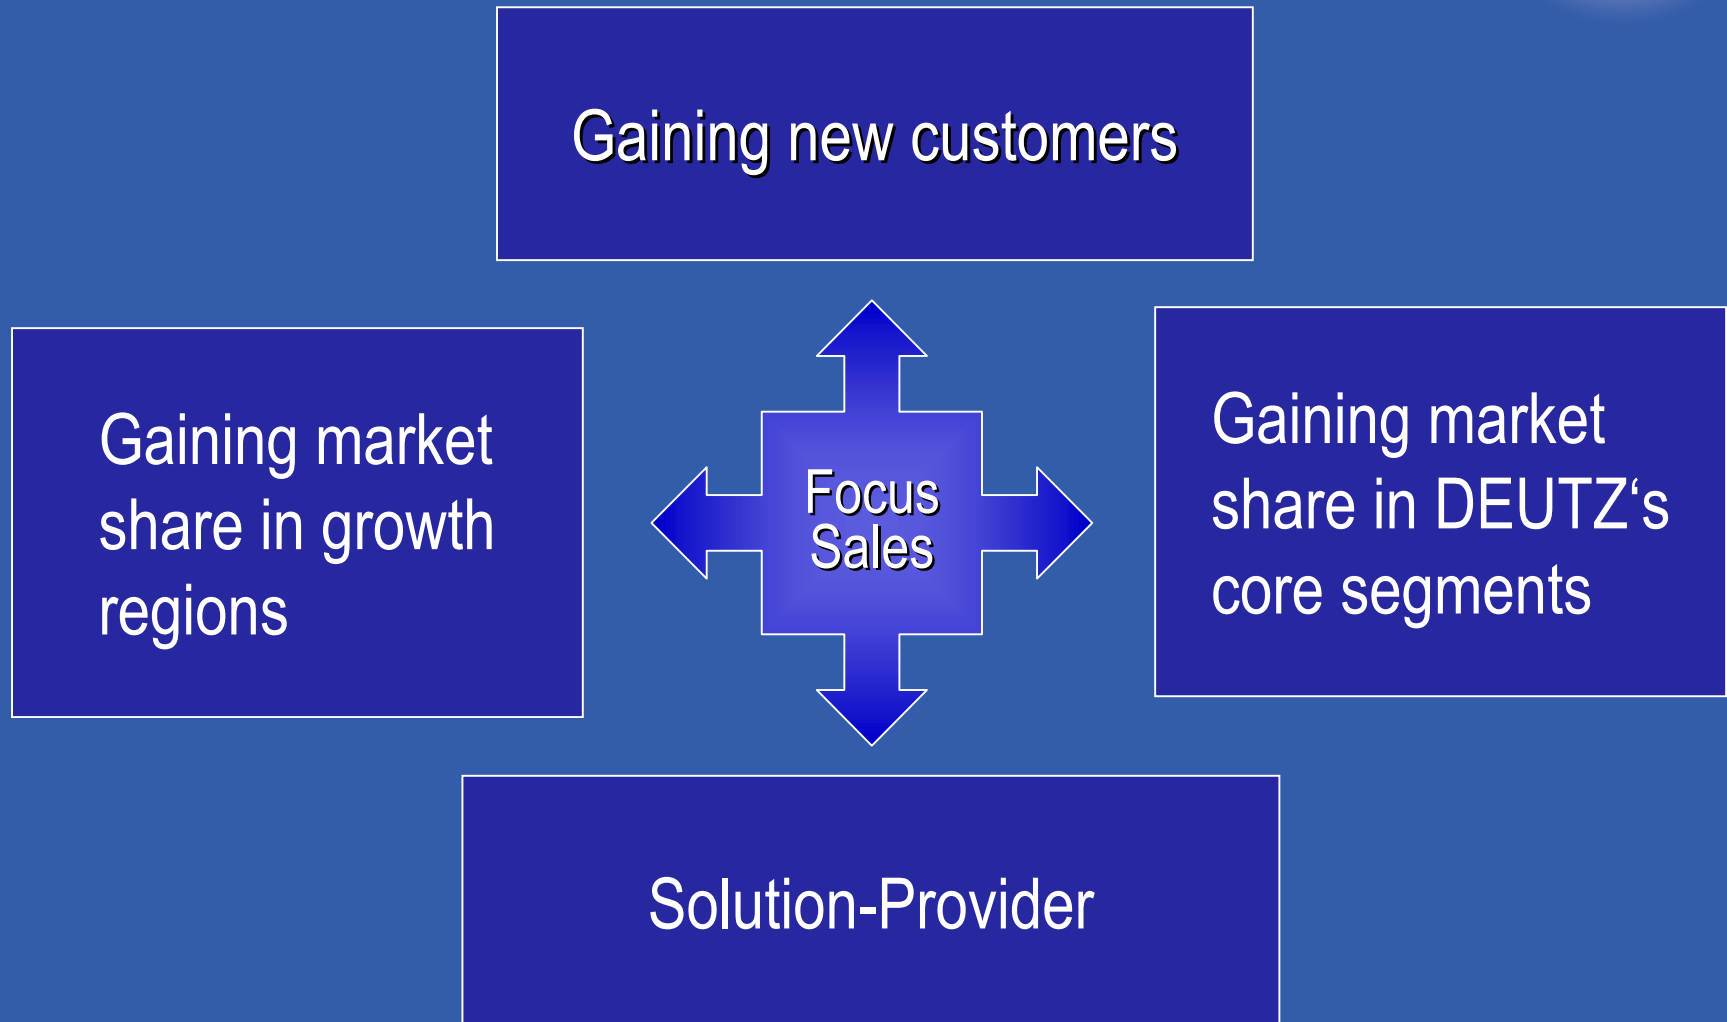 Gaining new customers
Gaining market
share in growth
regions
Focus
Sales
Gaining market
share in DEUTZ‘s
core segments
Solution-Provider